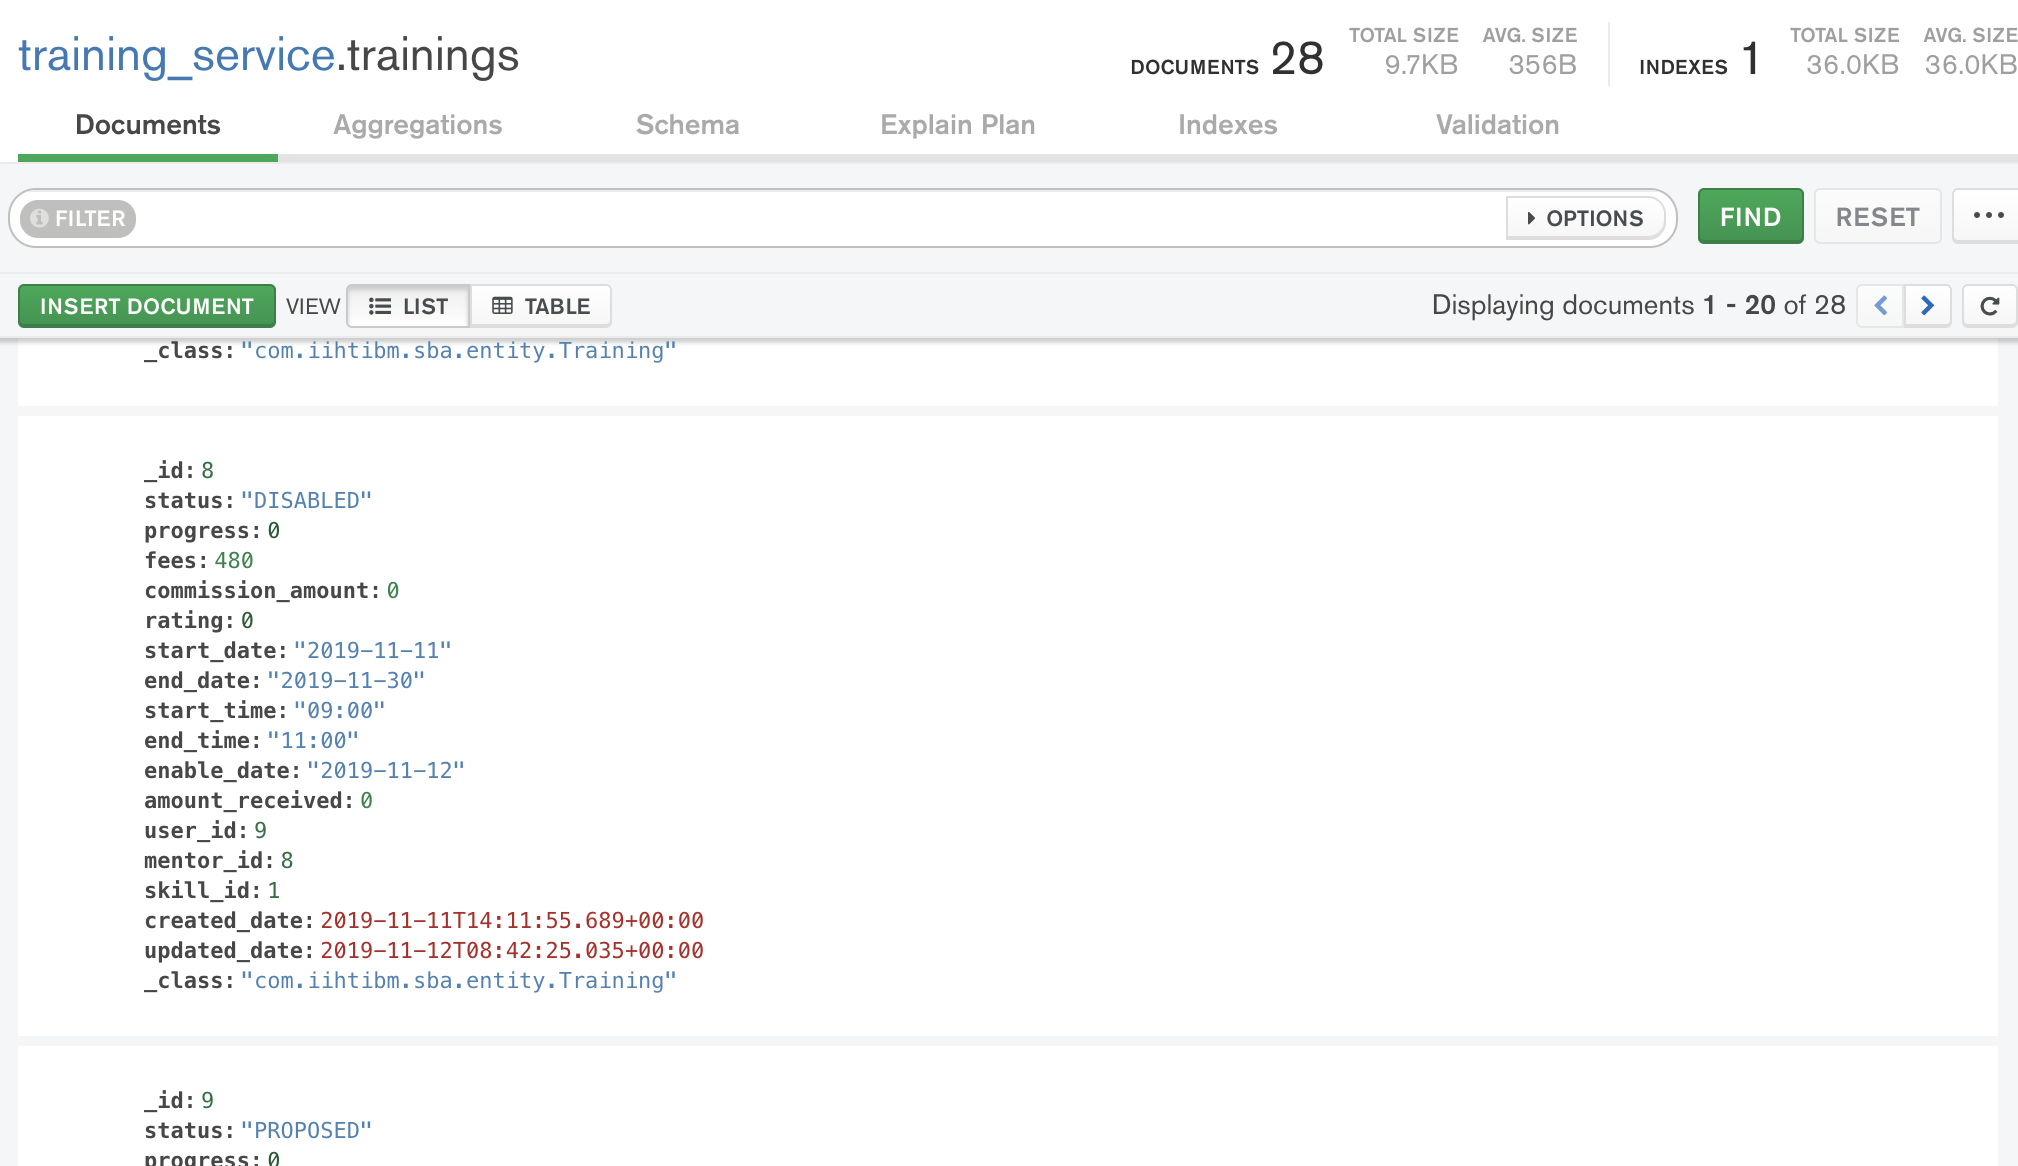 training_service.trainings
DOCUMENTS 28 TOTAL SIZE 9.7KB AVG. SIZE 356B INDEXES 1 TOTAL SIZE 36.0KB AVG. SIZE 36.0KB
Documents Aggregations Schema Explain Plan Indexes Validation
FILTER OPTIONS FIND RESET ...
INSERT DOCUMENT VIEW LIST TABLE Displaying documents 1 - 20 of 28
_class: "com.iihtibm.sba.entity.Training"
_id: 8
status: "DISABLED"
progress: 0
fees: 480
commission_amount: 0
rating: 0
start_date: "2019-11-11"
end_date: "2019-11-30"
start_time: "09:00"
end_time: "11:00"
enable_date: "2019-11-12"
amount_received: 0
user_id: 9
mentor_id: 8
skill_id: 1
created_date: 2019-11-11T14:11:55.689+00:00
updated_date: 2019-11-12T08:42:25.035+00:00
_class: "com.iihtibm.sba.entity.Training"
_id: 9
status: "PROPOSED"
progress: 0